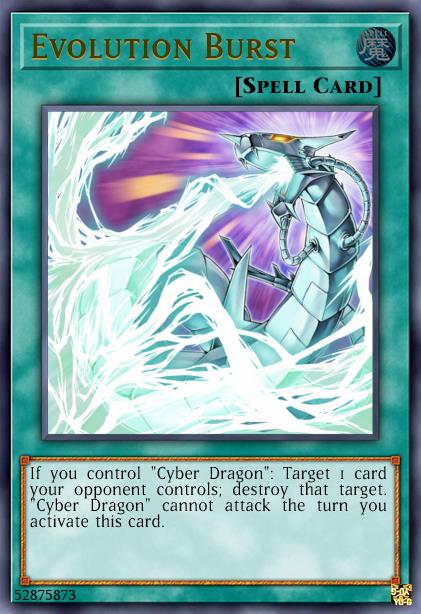 Evolution Burst
魔
[Spell Card]
If you control "Cyber Dragon": Target 1 card
your opponent controls; destroy that target.
"Cyber Dragon" cannot attack the turn you
activate this card.
52875873